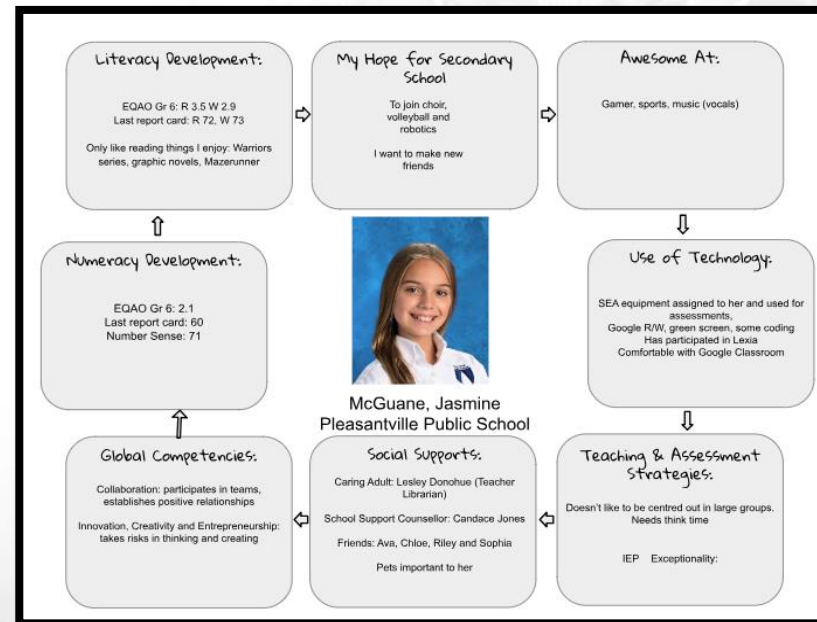 Literacy Development:
EQAO Gr 6: R 3.5 W 2.9
Last report card: R 72, W 73
Only like reading things I enjoy: Warriors
series, graphic novels, Mazerunner
My Hope for Secondary
School
To join choir,
volleyball and
robotics
I want to make new
friends
Awesome At:
Gamer, sports, music (vocals)
Numeracy Development:
EQAO Gr 6: 2.1
Last report card: 60
Number Sense: 71
McGuane, Jasmine
Pleasantville Public School
Use of Technology:
SEA equipment assigned to her and used for
assessments,
Google R/W, green screen, some coding
Has participated in Lexia
Comfortable with Google Classroom
Global Competencies:
Collaboration: participates in teams,
establishes positive relationships
Innovation, Creativity and Entrepreneurship:
takes risks in thinking and creating
Social Supports:
Caring Adult: Lesley Donohue (Teacher
Librarian)
School Support Counsellor: Candace Jones
Friends: Ava, Chloe, Riley and Sophia
Pets important to her
Teaching & Assessment
Strategies:
Doesn't like to be centred out in large groups.
Needs think time
IEP Exceptionality: